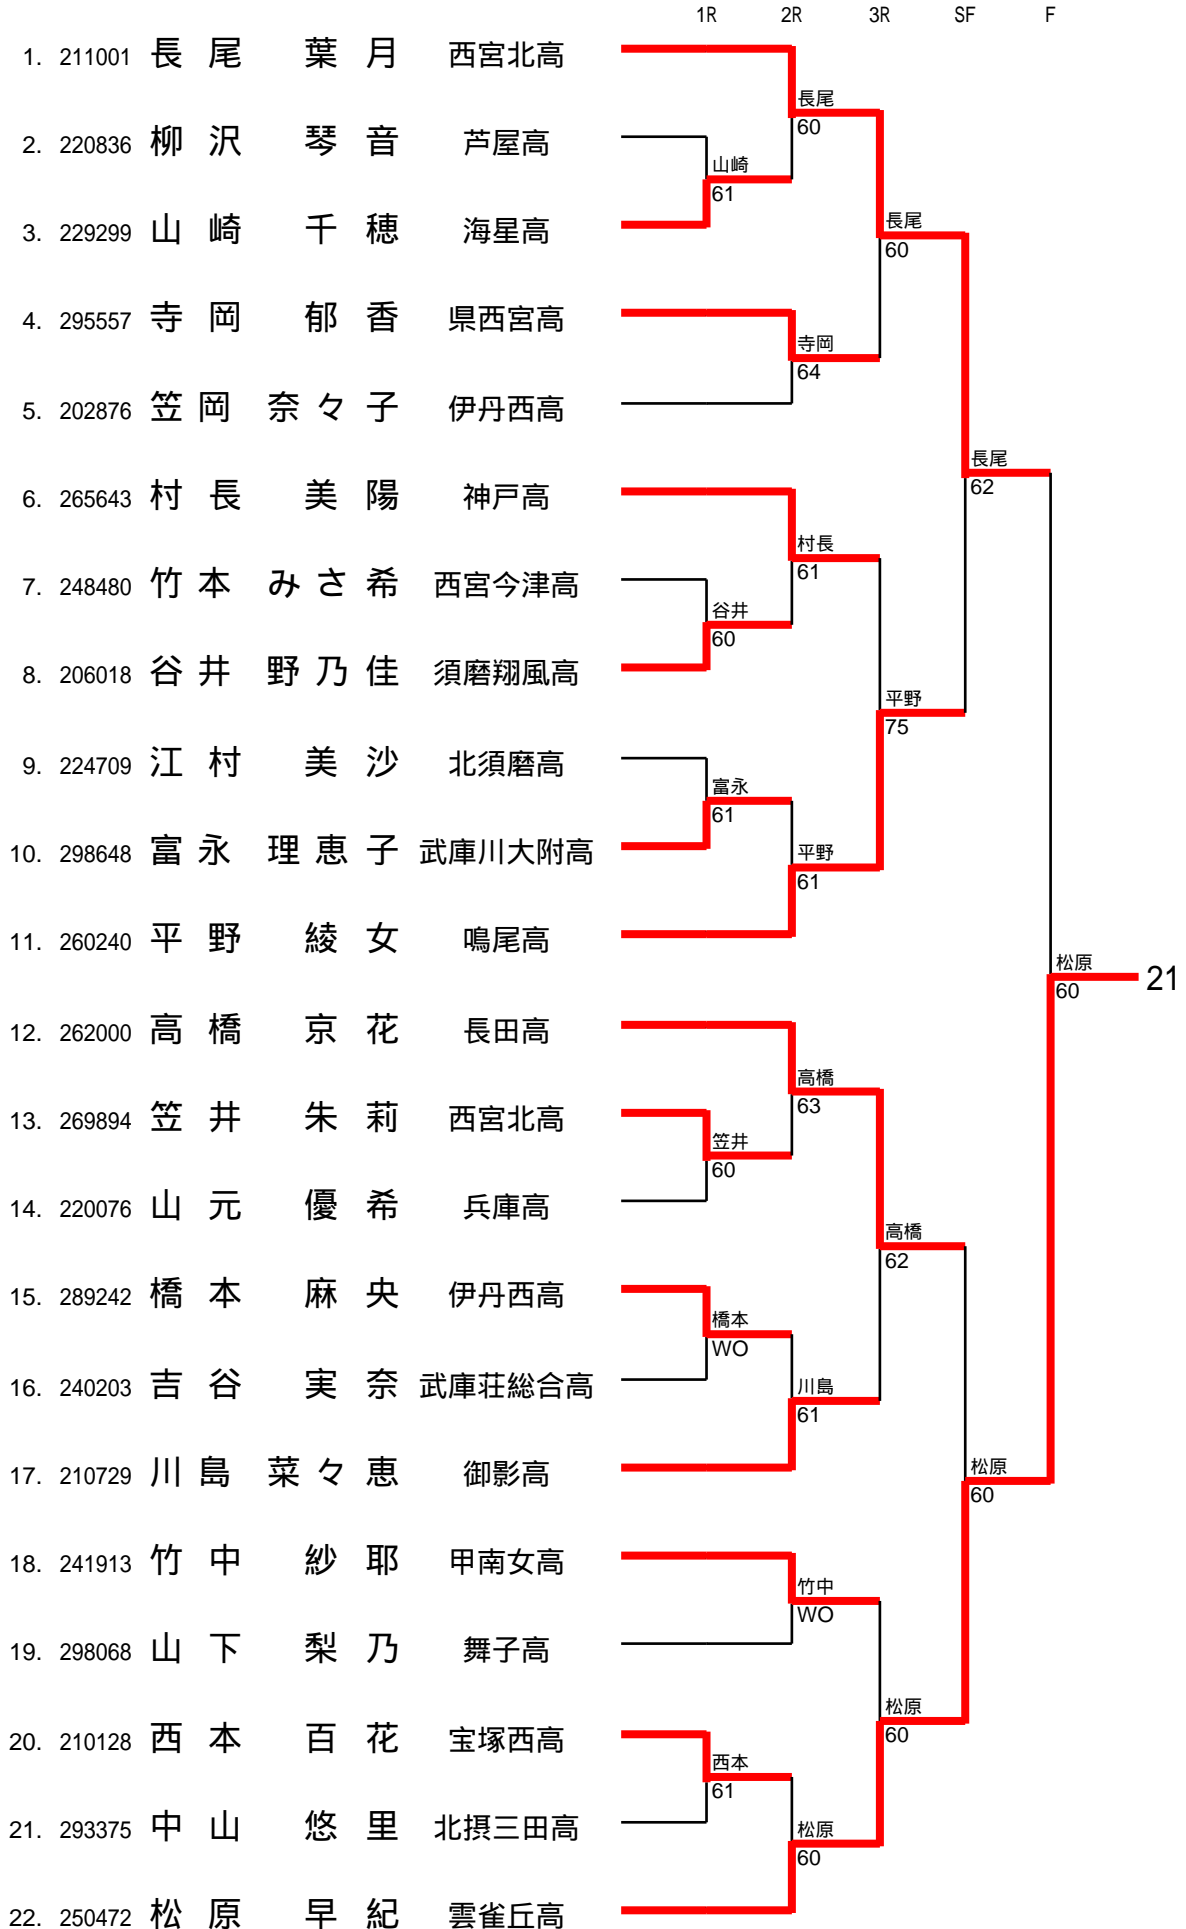 1R 2R 3R SF F
1. 211001 長尾 葉月 西宮北高
長尾
60
2. 220836 柳沢 琴音 芦屋高
山崎
61
3. 229299 山崎 千穂 海星高
長尾
60
4. 295557 寺岡 郁香 県西宮高
寺岡
64
5. 202876 笠岡 奈々子 伊丹西高
長尾
62
6. 265643 村長 美陽 神戸高
村長
61
7. 248480 竹本 みさ希 西宮今津高
谷井
60
8. 206018 谷井 野乃佳 須磨翔風高
平野
75
9. 224709 江村 美沙 北須磨高
富永
61
10. 298648 富永 理恵子 武庫川大附高
平野
61
11. 260240 平野 綾女 鳴尾高
松原
60
21
12. 262000 高橋 京花 長田高
高橋
63
13. 269894 笠井 朱莉 西宮北高
笠井
60
14. 220076 山元 優希 兵庫高
高橋
62
15. 289242 橋本 麻央 伊丹西高
橋本
WO
16. 240203 吉谷 実奈 武庫荘総合高
川島
61
17. 210729 川島 菜々恵 御影高
松原
60
18. 241913 竹中 紗耶 甲南女高
竹中
WO
19. 298068 山下 梨乃 舞子高
松原
60
20. 210128 西本 百花 宝塚西高
西本
61
21. 293375 中山 悠里 北摂三田高
松原
60
22. 250472 松原 早紀 雲雀丘高